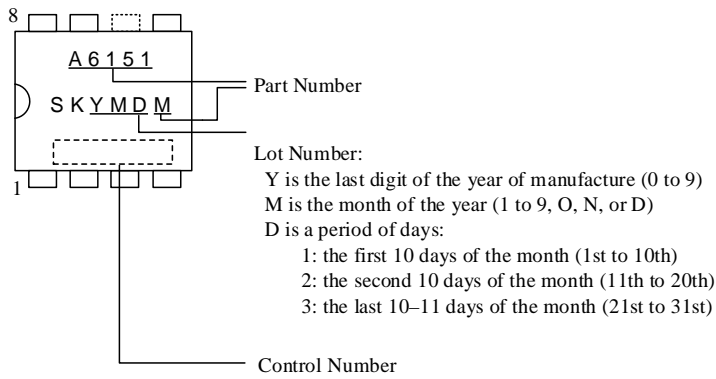 8
A6151
SKYMDM
1
Part Number
Lot Number:
Y is the last digit of the year of manufacture (0 to 9)
M is the month of the year (1 to 9, O, N, or D)
D is a period of days:
1: the first 10 days of the month (1st to 10th)
2: the second 10 days of the month (11th to 20th)
3: the last 10–11 days of the month (21st to 31st)
Control Number